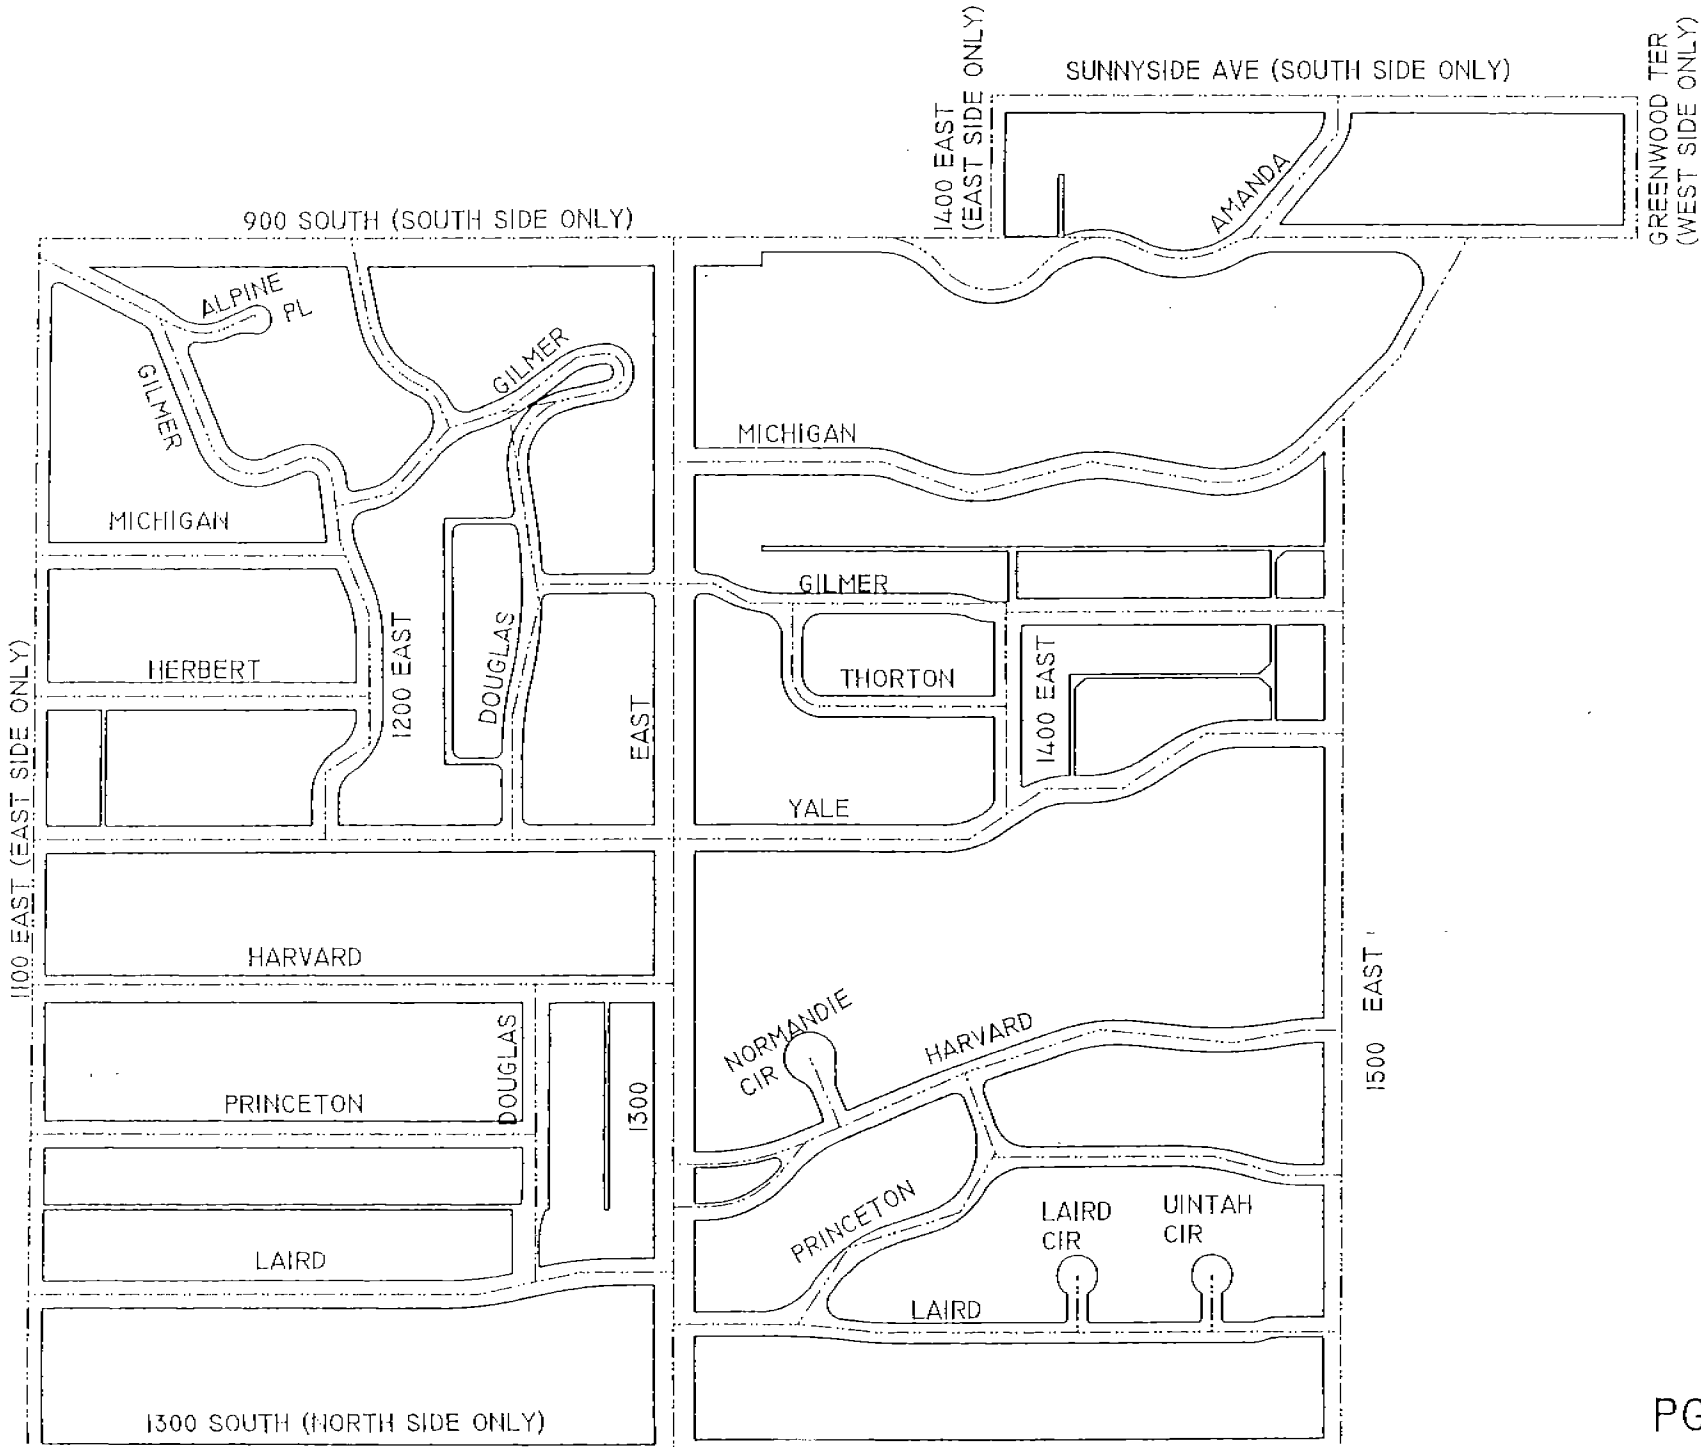 SUNNYSIDE AVE (SOUTH SIDE ONLY)
1400 EAST
(EAST SIDE ONLY)
GREENWOOD TER
(WEST SIDE ONLY)
AMANDA
900 SOUTH (SOUTH SIDE ONLY)
ALPINE
PL
GILMER
GILMER
MICHIGAN
MICHIGAN
GILMER
HERBERT
1200 EAST
DOUGLAS
EAST
THORTON
1400 EAST
YALE
1100 EAST (EAST SIDE ONLY)
HARVARD
NORMANDIE
CIR
HARVARD
1500 EAST
DOUGLAS
PRINCETON
1300
PRINCETON
LAIRD
CIR
UINTAH
CIR
LAIRD
LAIRD
1300 SOUTH (NORTH SIDE ONLY)
PG